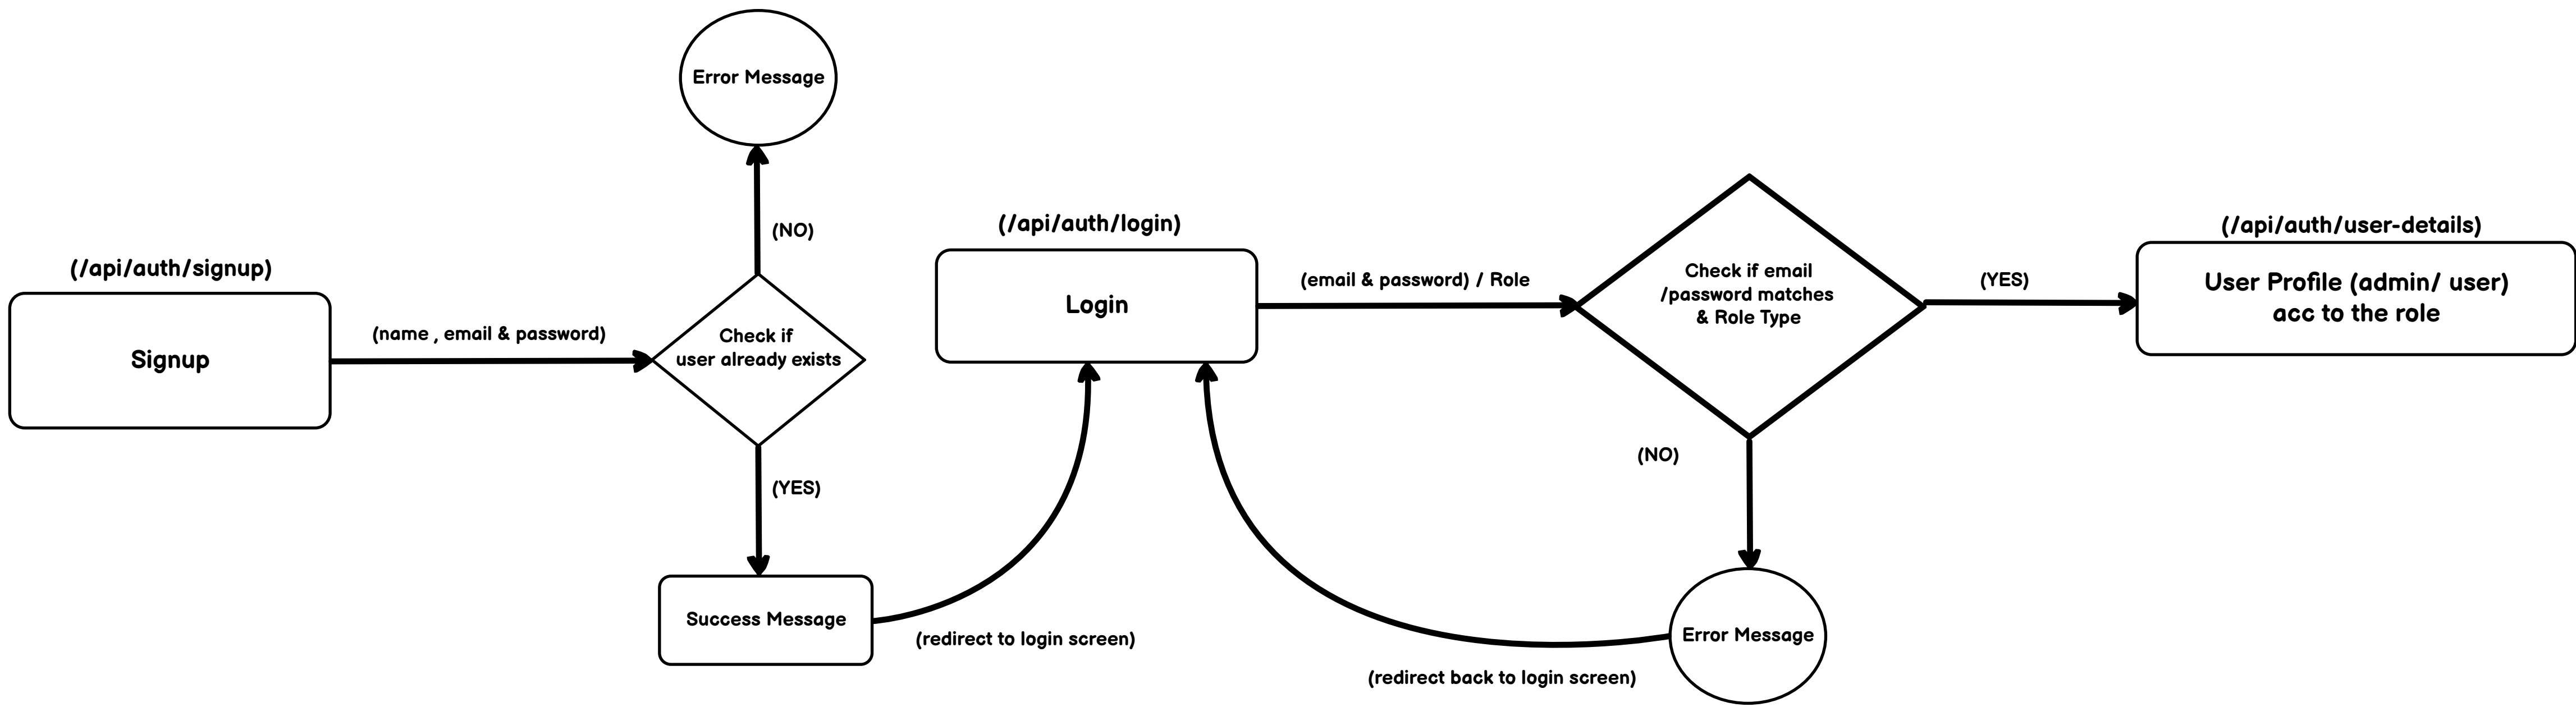 Error Message
(NO)
(/api/auth/signup)
Signup
(name , email & password)
Check if
user already exists
(YES)
Success Message
(redirect to login screen)
(/api/auth/login)
Login
(email & password) / Role
Check if email
/password matches
& Role Type
(YES)
(/api/auth/user-details)
User Profile (admin/ user)
acc to the role
(NO)
Error Message
(redirect back to login screen)